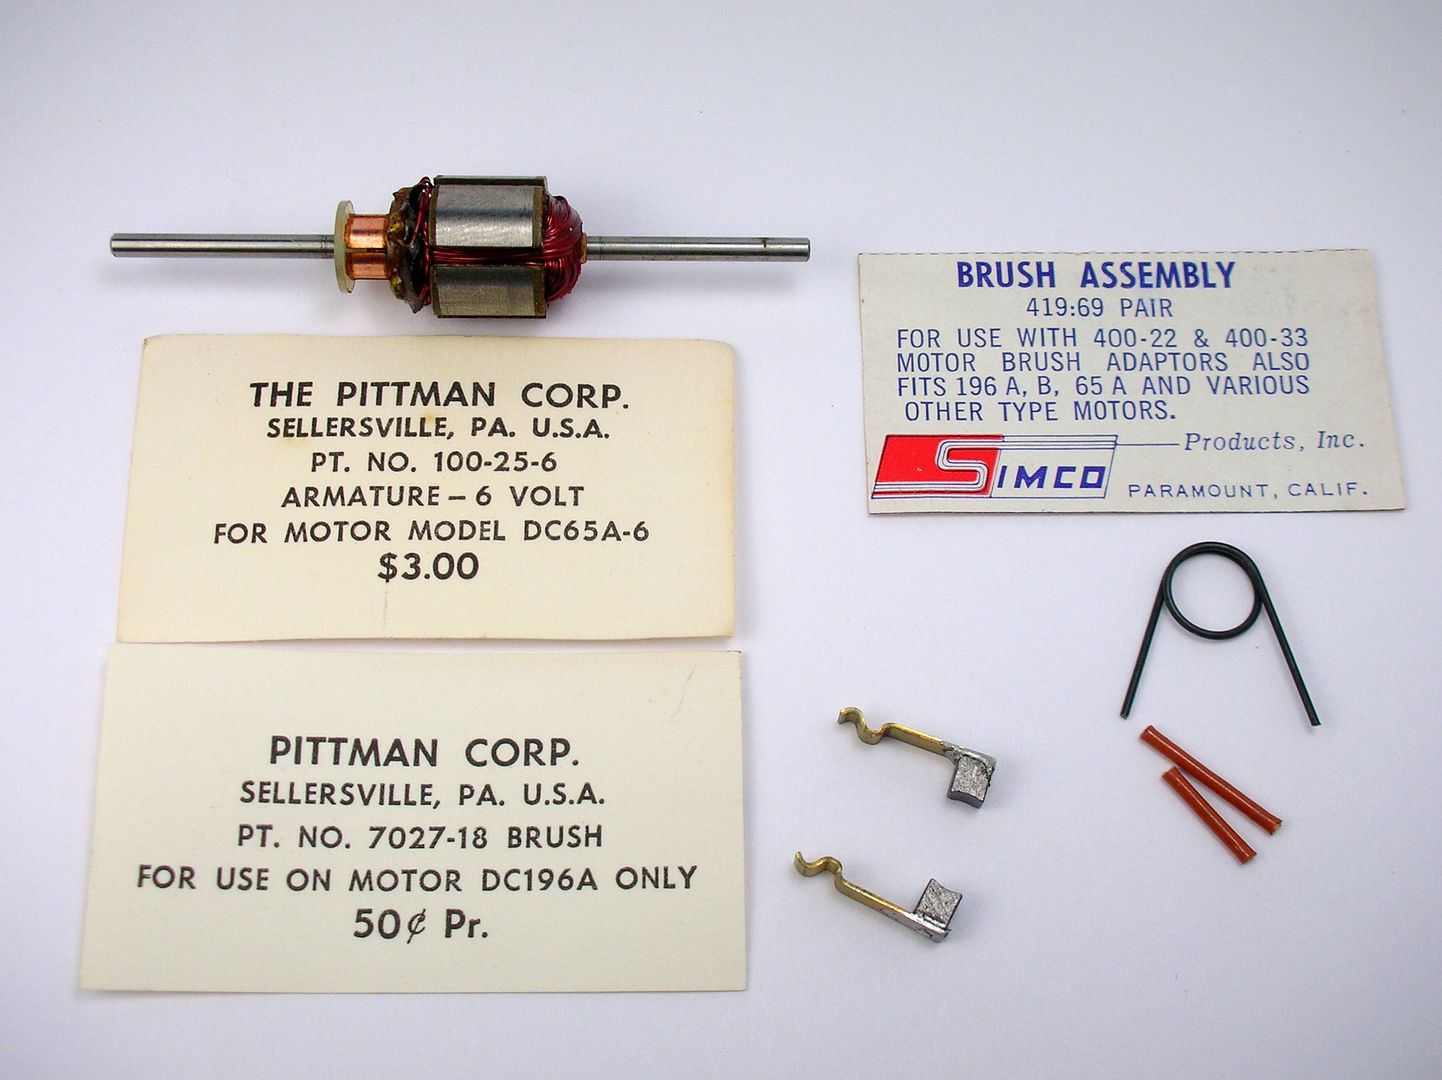 THE PITTMAN CORP.
SELLERSVILLE, PA. U.S.A.
PT. NO. 100-25-6
ARMATURE – 6 VOLT
FOR MOTOR MODEL DC65A-6
$3.00
PITTMAN CORP.
SELLERSVILLE, PA. U.S.A.
PT. NO. 7027-18 BRUSH
FOR USE ON MOTOR DC196A ONLY
50¢ Pr.
BRUSH ASSEMBLY
419:69 PAIR
FOR USE WITH 400-22 & 400-33
MOTOR BRUSH ADAPTORS ALSO
FITS 196 A, B, 65 A AND VARIOUS
OTHER TYPE MOTORS.
SIMCO Products, Inc.
PARAMOUNT, CALIF.